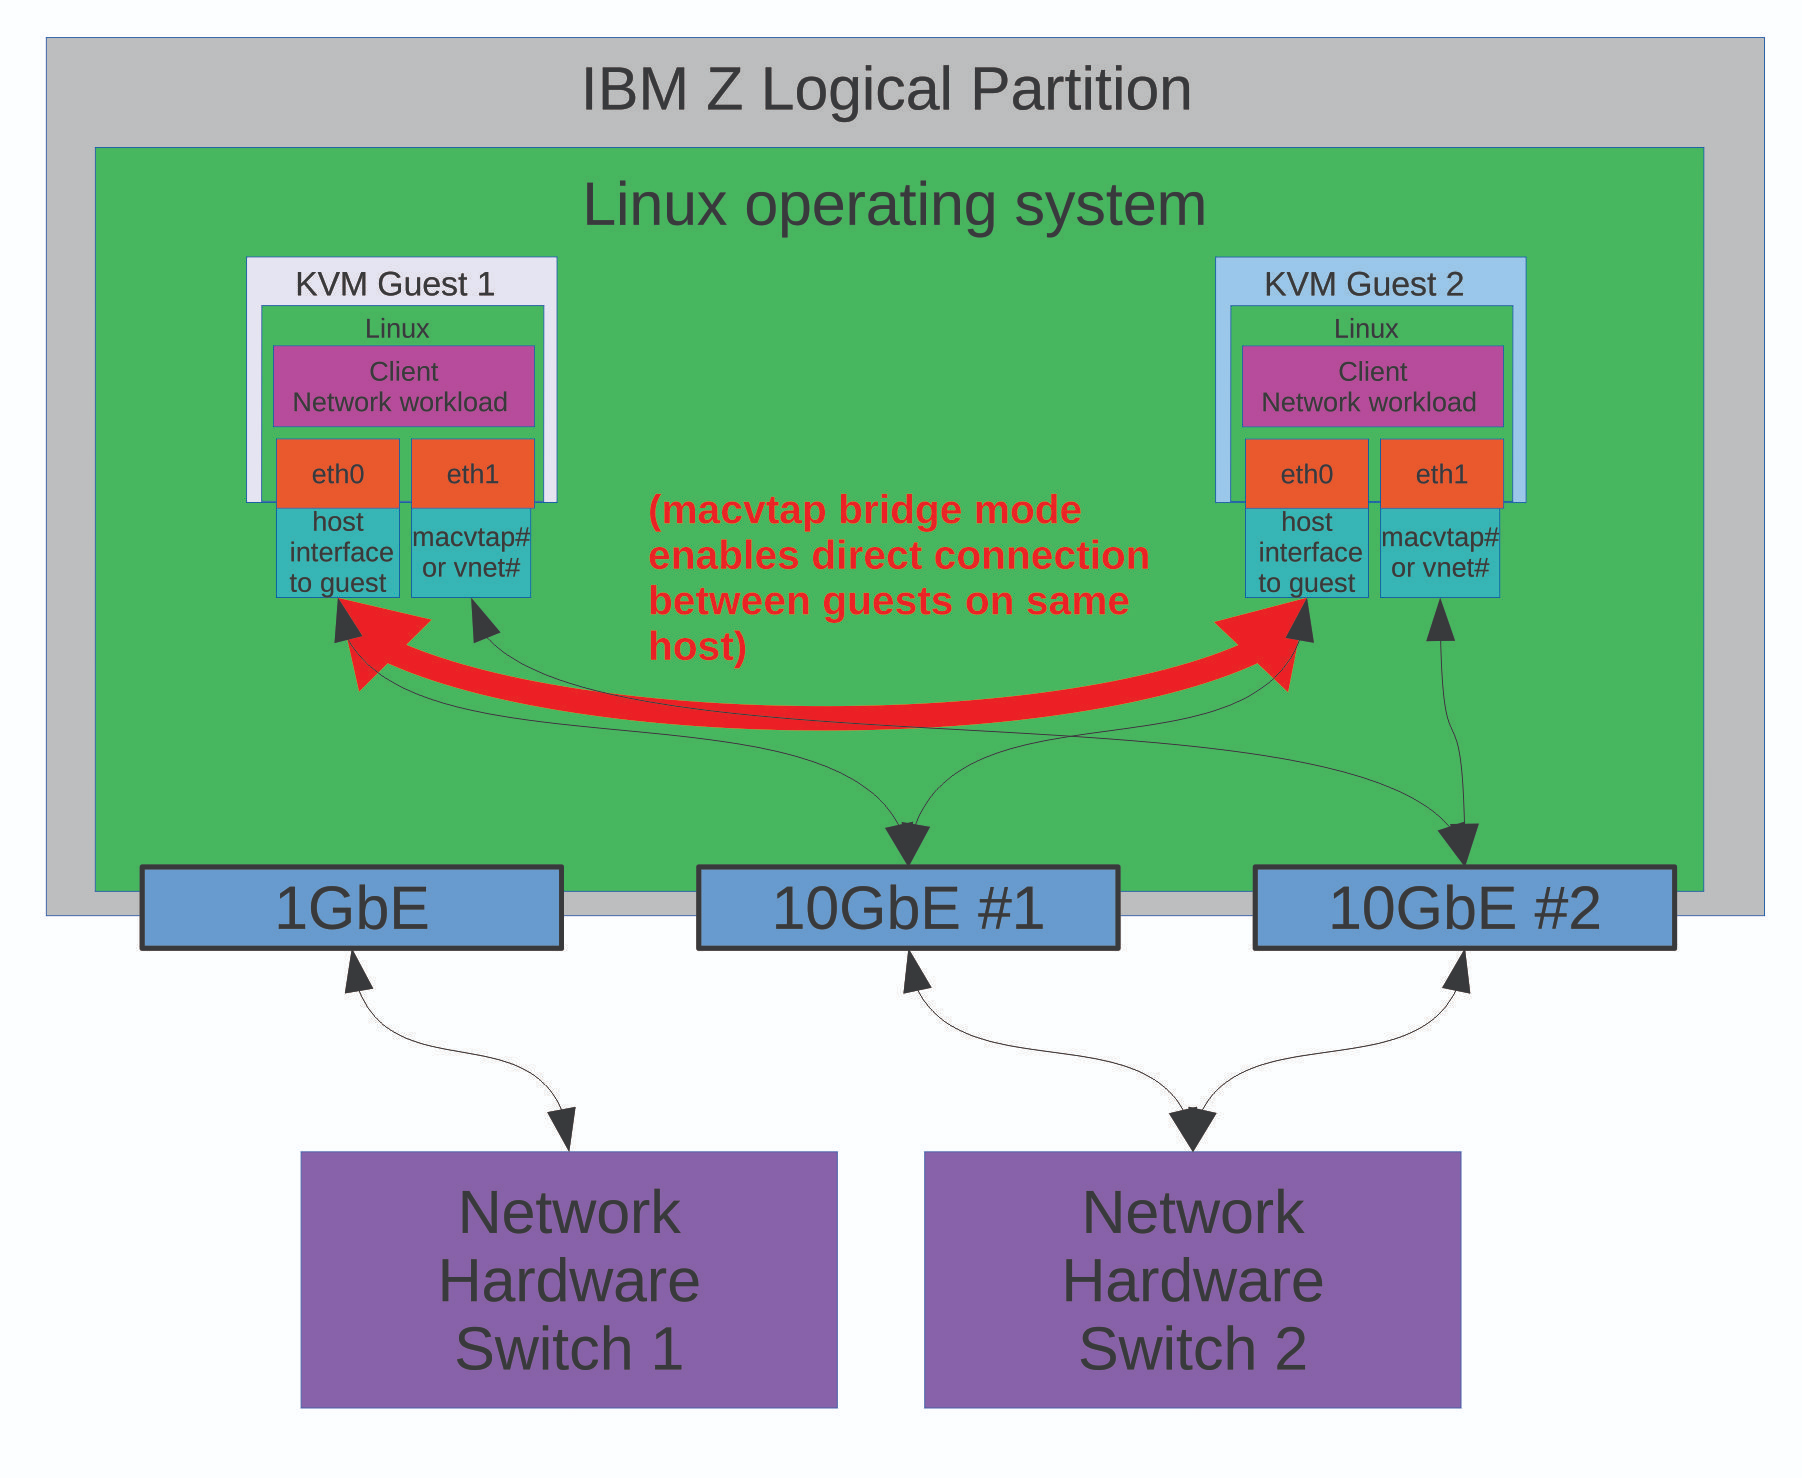 IBM Z Logical Partition
Linux operating system
KVM Guest 1
Linux
Client
Network workload
eth0
eth1
host
interface
to guest
macvtap#
or vnet#
(macvtap bridge mode
enables direct connection
between guests on same
host)
KVM Guest 2
Linux
Client
Network workload
eth0
eth1
host
interface
to guest
macvtap#
or vnet#
1GbE
10GbE #1
10GbE #2
Network
Hardware
Switch 1
Network
Hardware
Switch 2